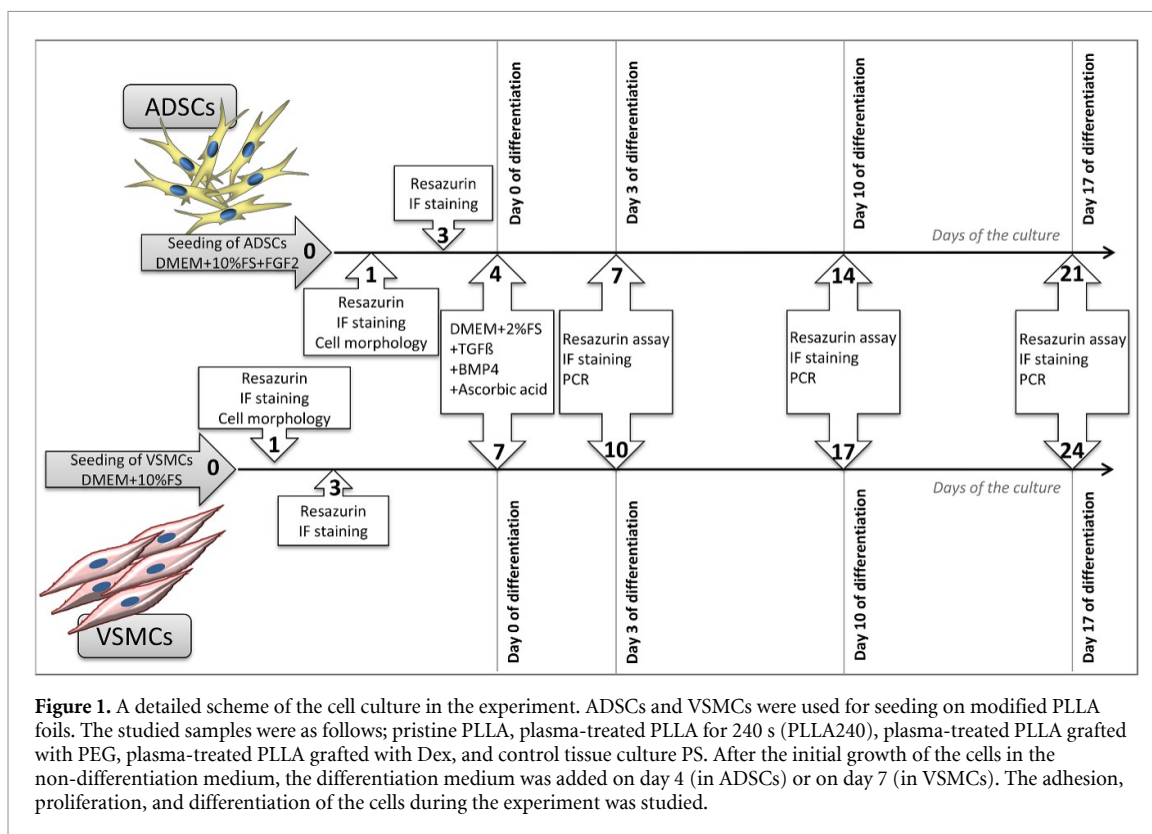 ADSCs
Seeding of ADSCs
DMEM+10%FS+FGF2
0
Resazurin
IF staining
3
Day 0 of differentiation
Day 3 of differentiation
Day 10 of differentiation
Day 17 of differentiation
Days of the culture
1
Resazurin
IF staining
Cell morphology
4
DMEM+2%FS
+TGFß
+BMP4
+Ascorbic acid
7
7
Resazurin assay
IF staining
PCR
10
14
Resazurin assay
IF staining
PCR
17
21
Resazurin assay
IF staining
PCR
24
Resazurin
IF staining
Cell morphology
1
Seeding of VSMCs
DMEM+10%FS
0
3
Resazurin
IF staining
Days of the culture
Day 0 of differentiation
Day 3 of differentiation
Day 10 of differentiation
Day 17 of differentiation
VSMCs
Figure 1. A detailed scheme of the cell culture in the experiment. ADSCs and VSMCs were used for seeding on modified PLLA
foils. The studied samples were as follows; pristine PLLA, plasma-treated PLLA for 240 s (PLLA240), plasma-treated PLLA grafted
with PEG, plasma-treated PLLA grafted with Dex, and control tissue culture PS. After the initial growth of the cells in the
non-differentiation medium, the differentiation medium was added on day 4 (in ADSCs) or on day 7 (in VSMCs). The adhesion,
proliferation, and differentiation of the cells during the experiment was studied.